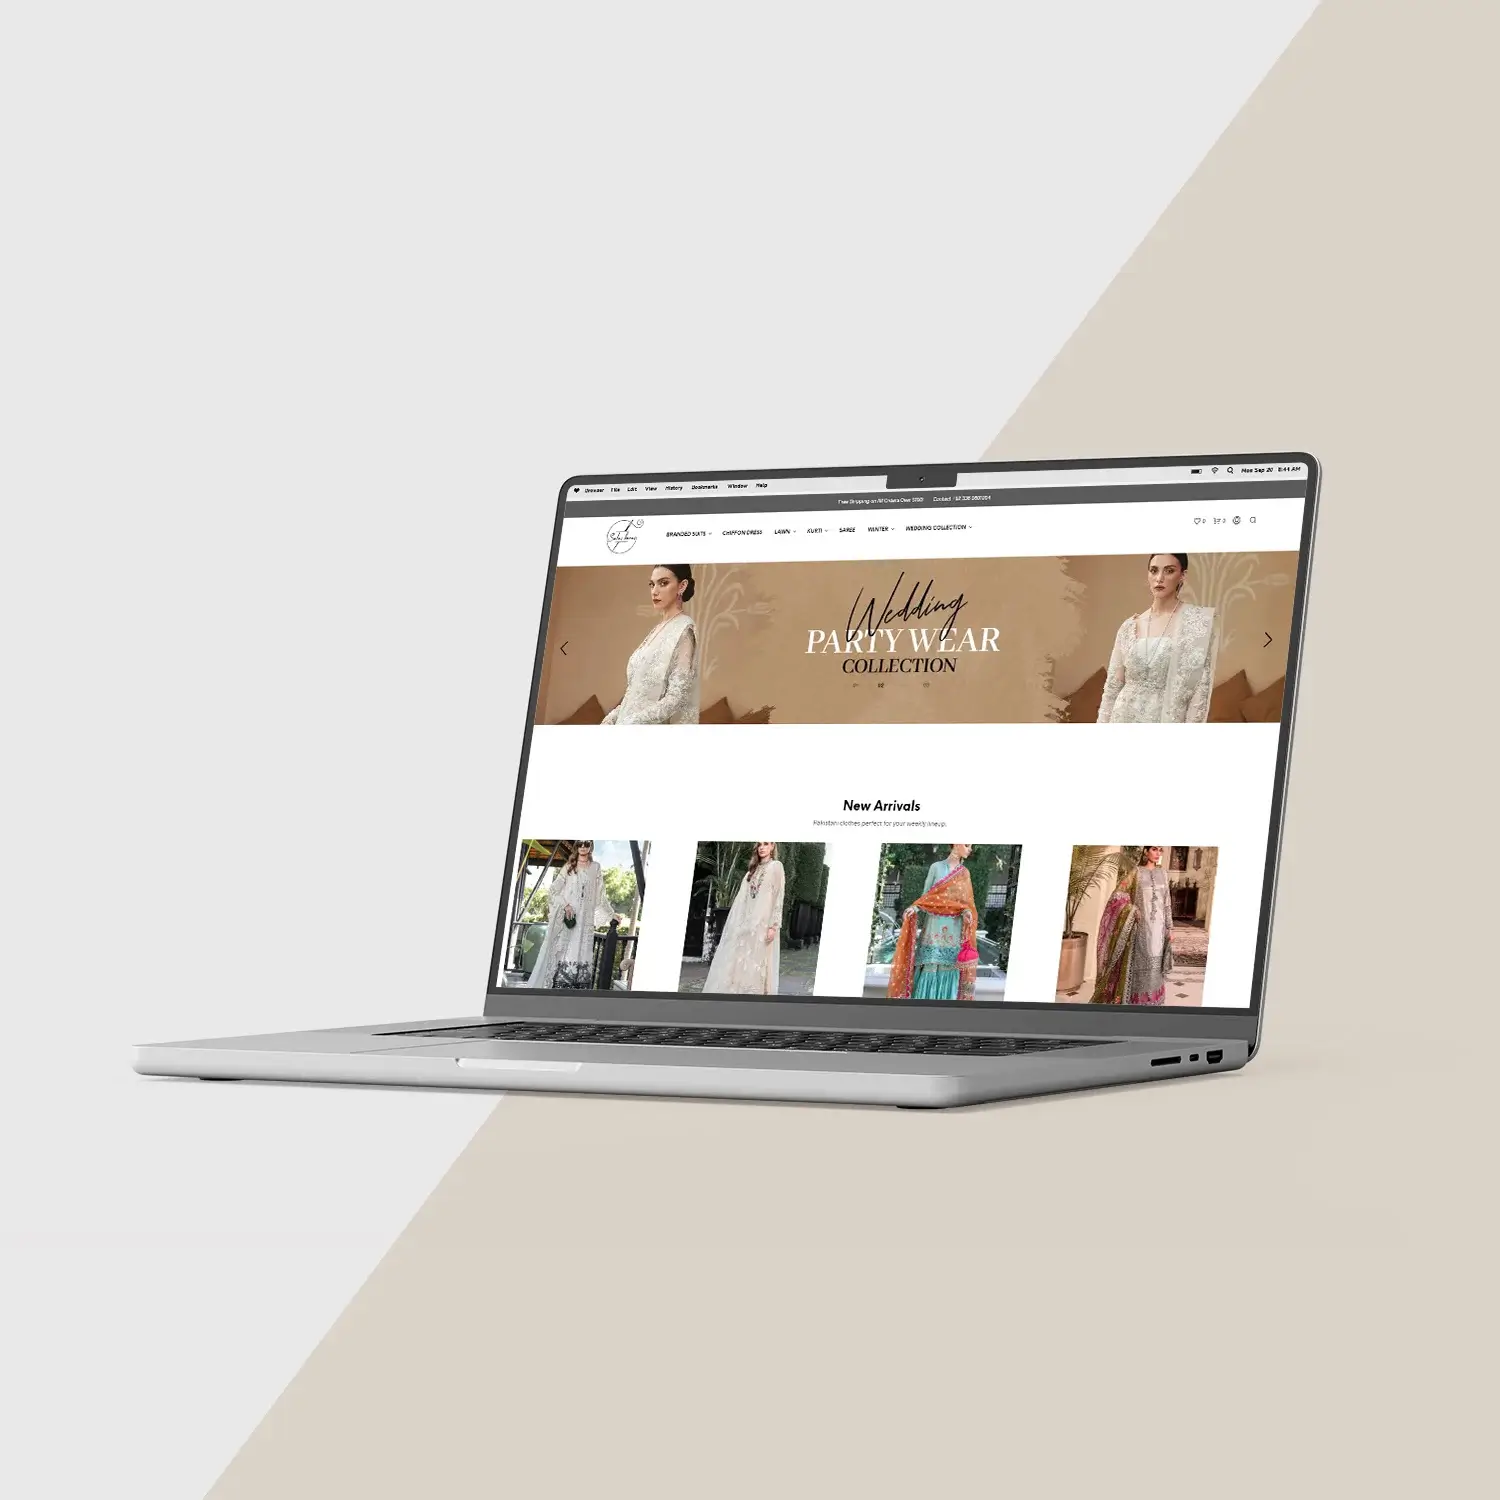 Browser File Edit View History Bookmarks Window Help
Mon Sep 20 8:44 AM
Free Shipping on All Orders Over
Contact
BRANDED SUITS CHIFFON DRESS LAWN KURTI SAREE WINTER WEDDING COLLECTION
0 0
Wedding
PARTY WEAR
COLLECTION
New Arrivals
Pakistani clothes perfect for your weekly lineup.